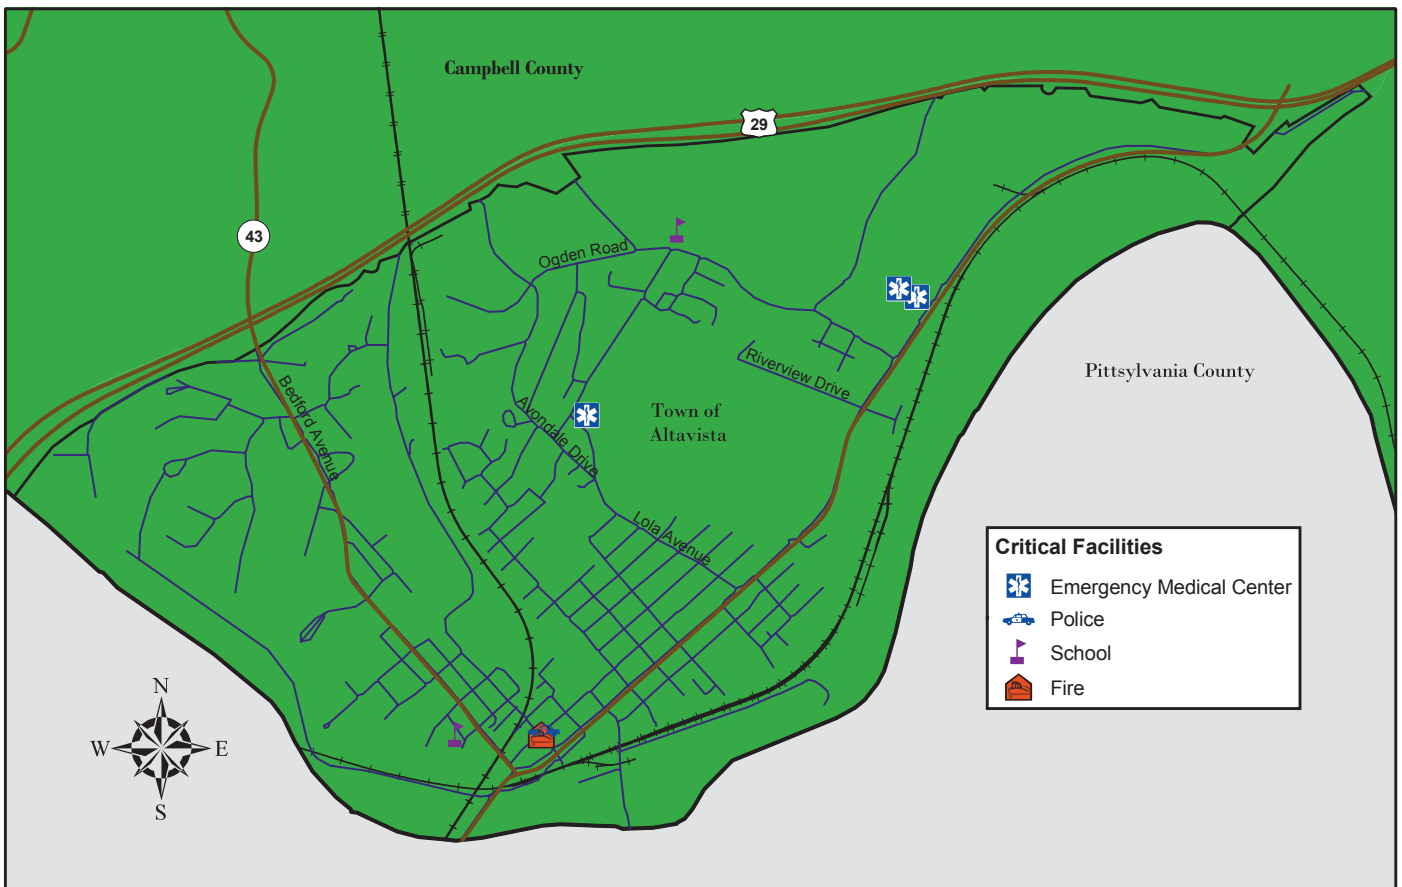 Campbell County
29
43
Ogden Road
Riverview Drive
Pittsylvania County
Bedford Avenue
Avondale Drive
Town of
Altavista
Lola Avenue
Critical Facilities
Emergency Medical Center
Police
School
Fire
N
W
E
S